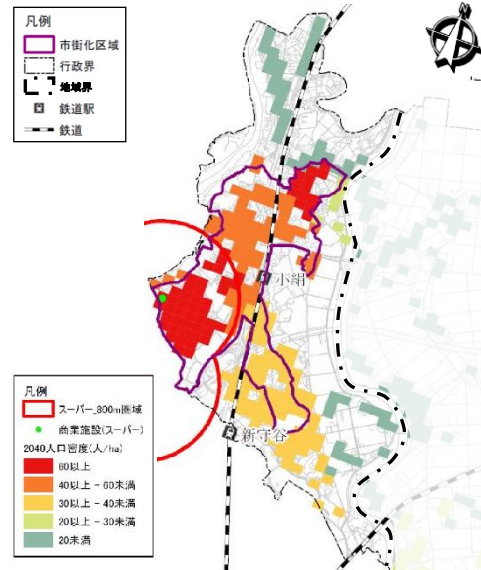 凡例
市街化区域
行政界
地域界
鉄道駅
鉄道
小絹
新守谷
凡例
スーパー_800m圏域
商業施設(スーパー)
2040人口密度(人/ha)
60以上
40以上 - 60未満
30以上 - 40未満
20以上 - 30未満
20未満